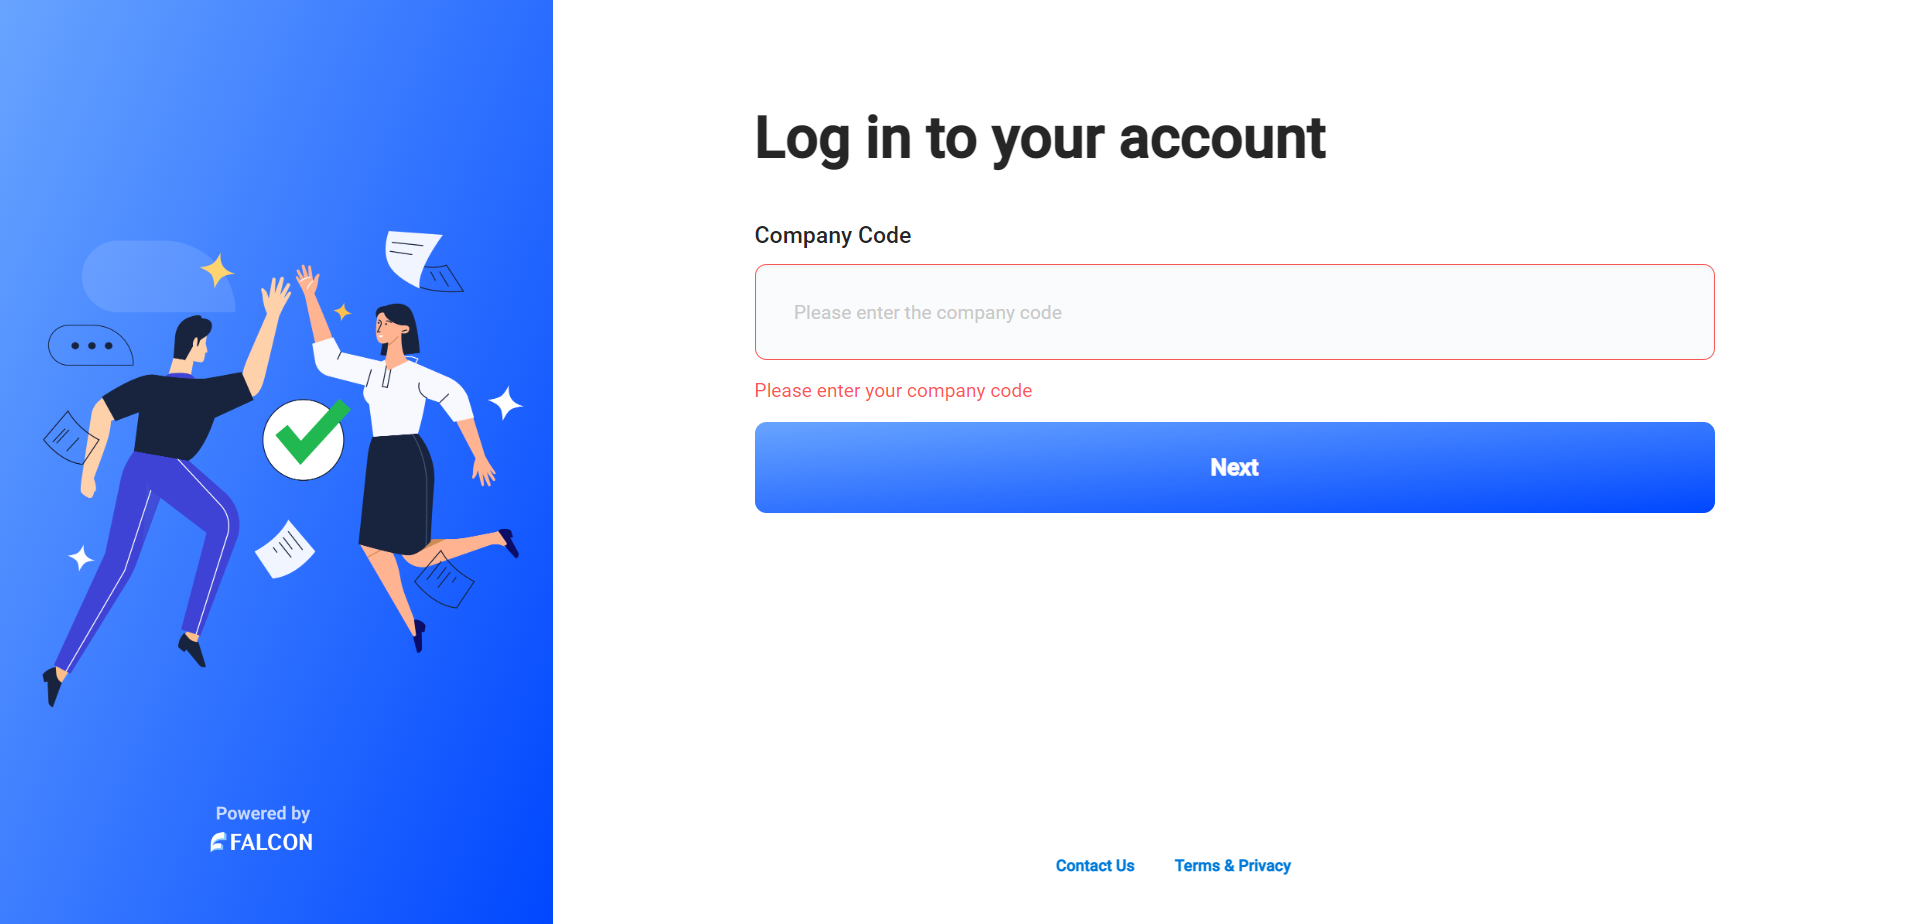 Log in to your account
Company Code
Please enter the company code
Please enter your company code
Next
Powered by
FALCON
Contact Us
Terms & Privacy